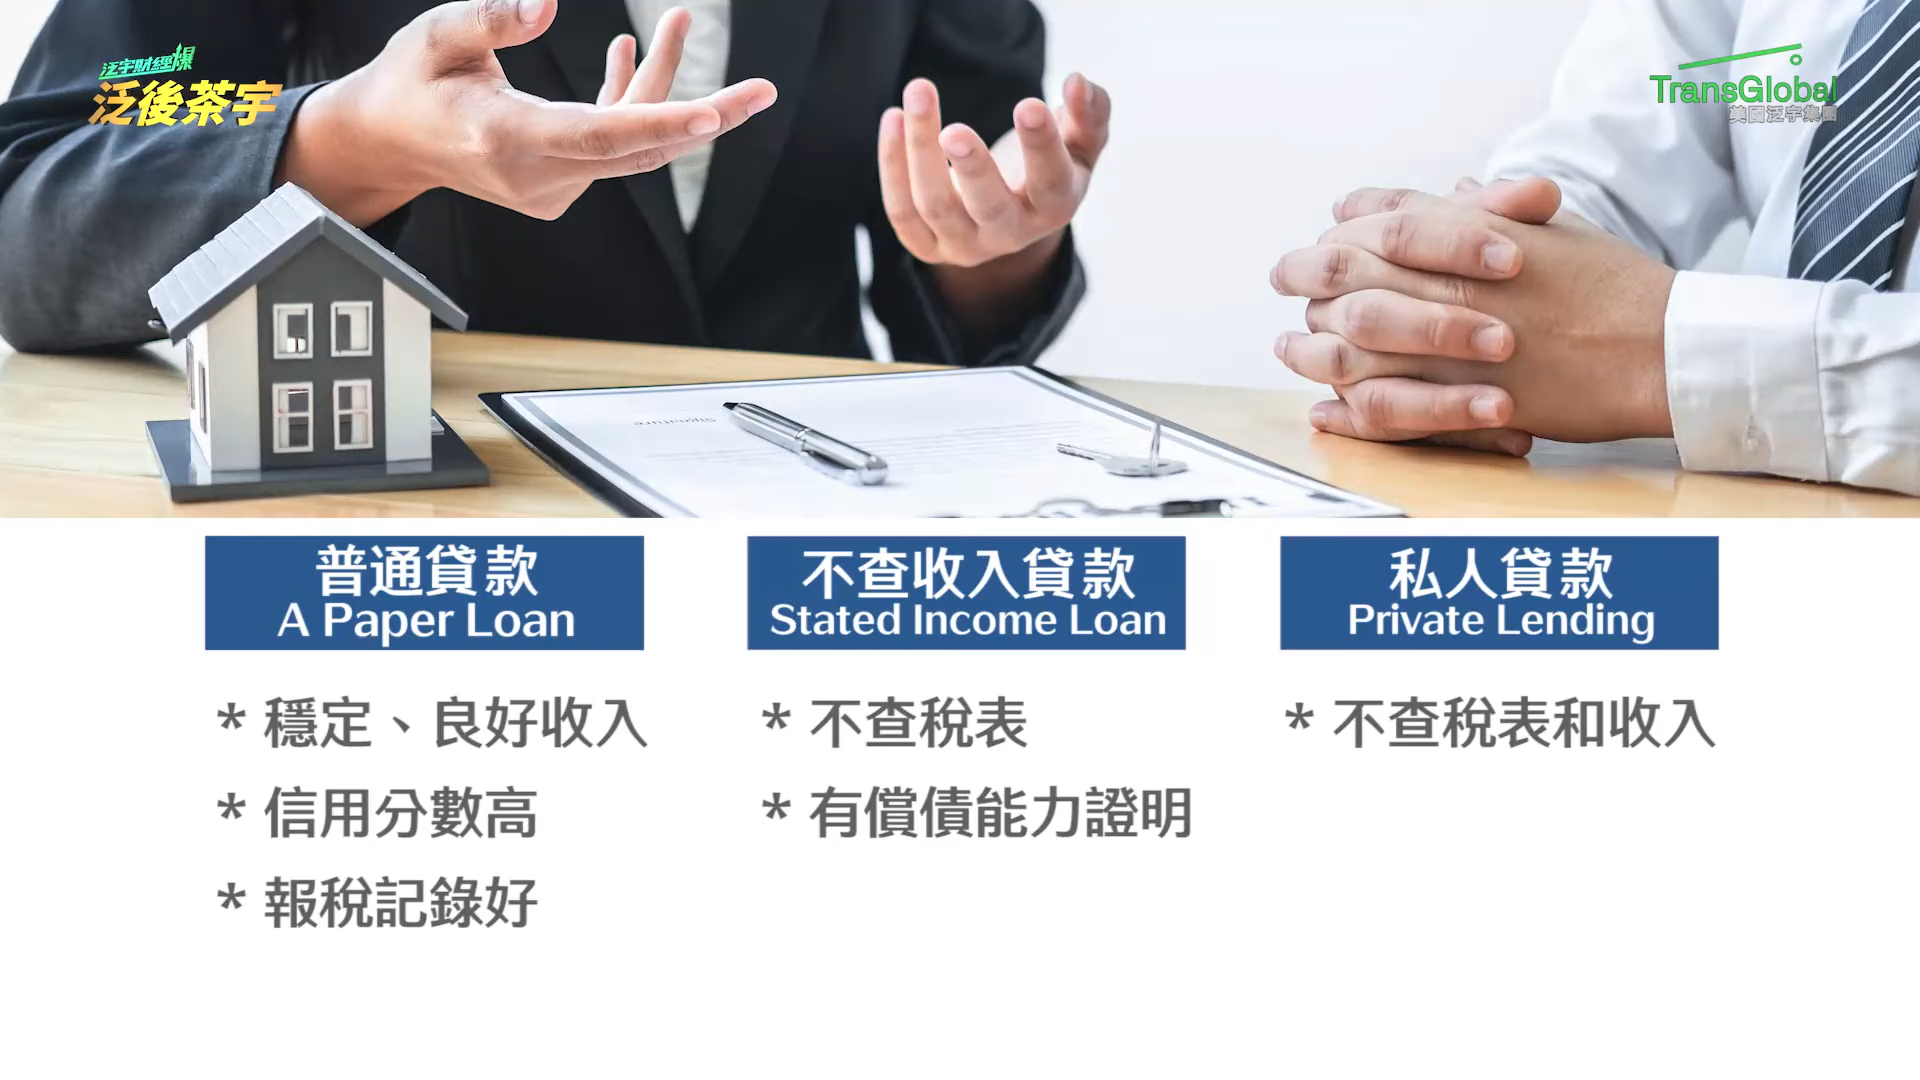 泛宇財經爆
泛後茶宇
TransGlobal
美國泛宇集團
Signature
普通貸款
A Paper Loan
* 穩定、良好收入
* 信用分數高
* 報稅記錄好
不查收入貸款
Stated Income Loan
* 不查稅表
* 有償債能力證明
私人貸款
Private Lending
* 不查稅表和收入